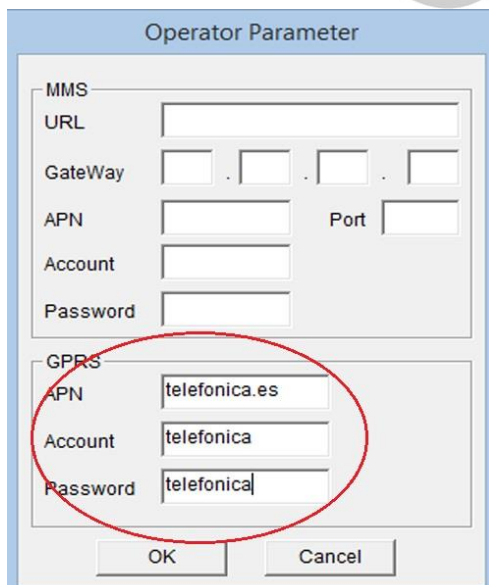 Operator Parameter
MMS
URL
GateWay . . .
APN Port
Account
Password
GPRS
APN telefonica.es
Account telefonica
Password telefonica
OK Cancel